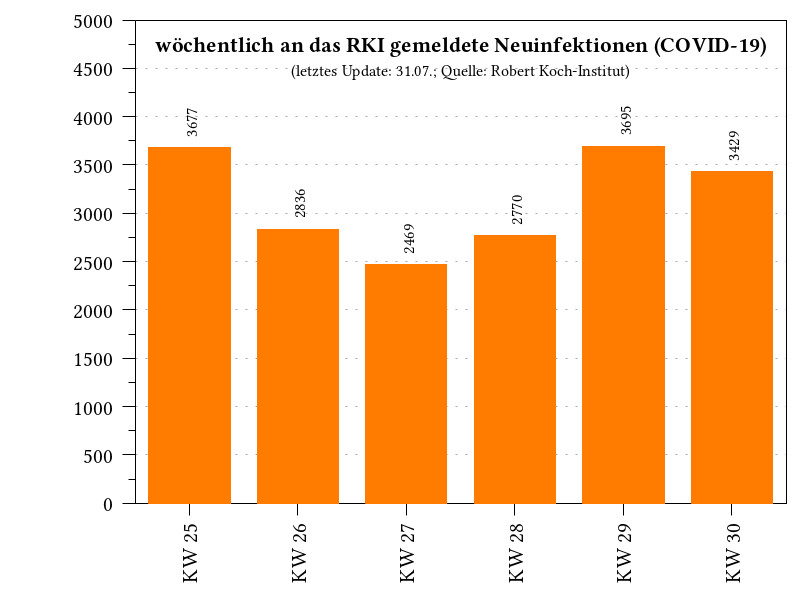 wöchentlich an das RKI gemeldete Neuinfektionen (COVID-19)
(letztes Update: 31.07.; Quelle: Robert Koch-Institut)
5000
4500
4000
3500
3000
2500
2000
1500
1000
500
0
3677
2836
2469
2770
3695
3429
KW 25
KW 26
KW 27
KW 28
KW 29
KW 30